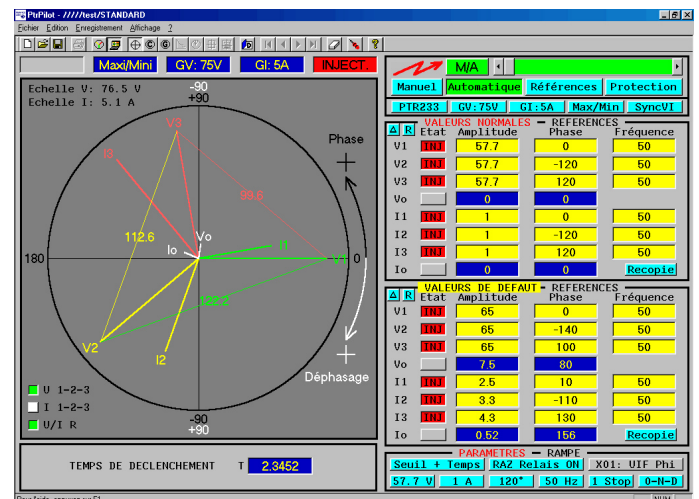 PtrPilot - /////test/STANDARD
Fichier Edition Enregistrement Affichage ?
Maxi/Mini GV: 75V GI: 5A INJECT.
Echelle V: 76.5 V
Echelle I: 5.1 A
-90
+90
V3
I3
Phase
99.8
112.6
Vo
Io
I1
180
V1
0
122.2
V2
I2
Déphasage
U 1-2-3
I 1-2-3
U/I R
-90
+90
TEMPS DE DECLENCHEMENT T 2.3452
M/A
Manuel Automatique Références Protection
PTR233 GV:75V GI:5A Max/Min SyncVI
VALEURS NORMALES - REFERENCES
Δ R Etat Amplitude Phase Fréquence
V1 INJ 57.7 0 50
V2 INJ 57.7 -120 50
V3 INJ 57.7 120 50
Vo 0 0
I1 INJ 1 0 50
I2 INJ 1 -120 50
I3 INJ 1 120 50
Io 0 0 Recopie
VALEURS DE DEFAUT - REFERENCES
Δ R Etat Amplitude Phase Fréquence
V1 INJ 65 0 50
V2 INJ 65 -140 50
V3 INJ 65 100 50
Vo 7.5 80
I1 INJ 2.5 10 50
I2 INJ 3.3 -110 50
I3 INJ 4.3 130 50
Io 0.52 156 Recopie
PARAMETRES - RAMPE
Seuil + Temps RAZ Relais ON X01: UIF Phi
57.7 V 1 A 120° 50 Hz 1 Stop O-N-D
NUM